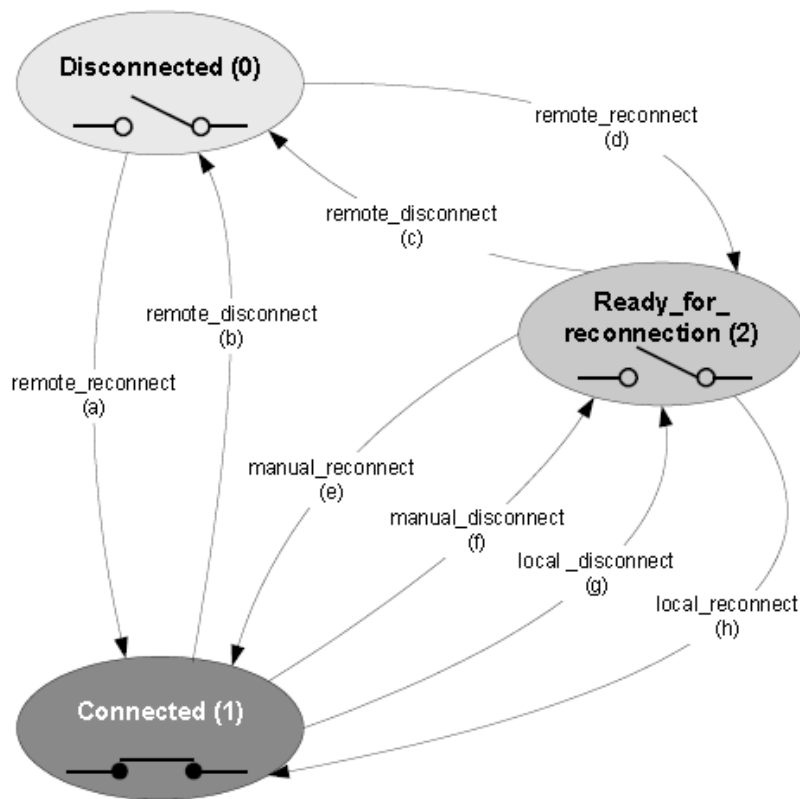 Disconnected (0)
remote_reconnect
(d)
remote_disconnect
(c)
Ready_for_
reconnection (2)
remote_disconnect
(b)
remote_reconnect
(a)
manual_reconnect
(e)
manual_disconnect
(f)
local _disconnect
(g)
local_reconnect
(h)
Connected (1)